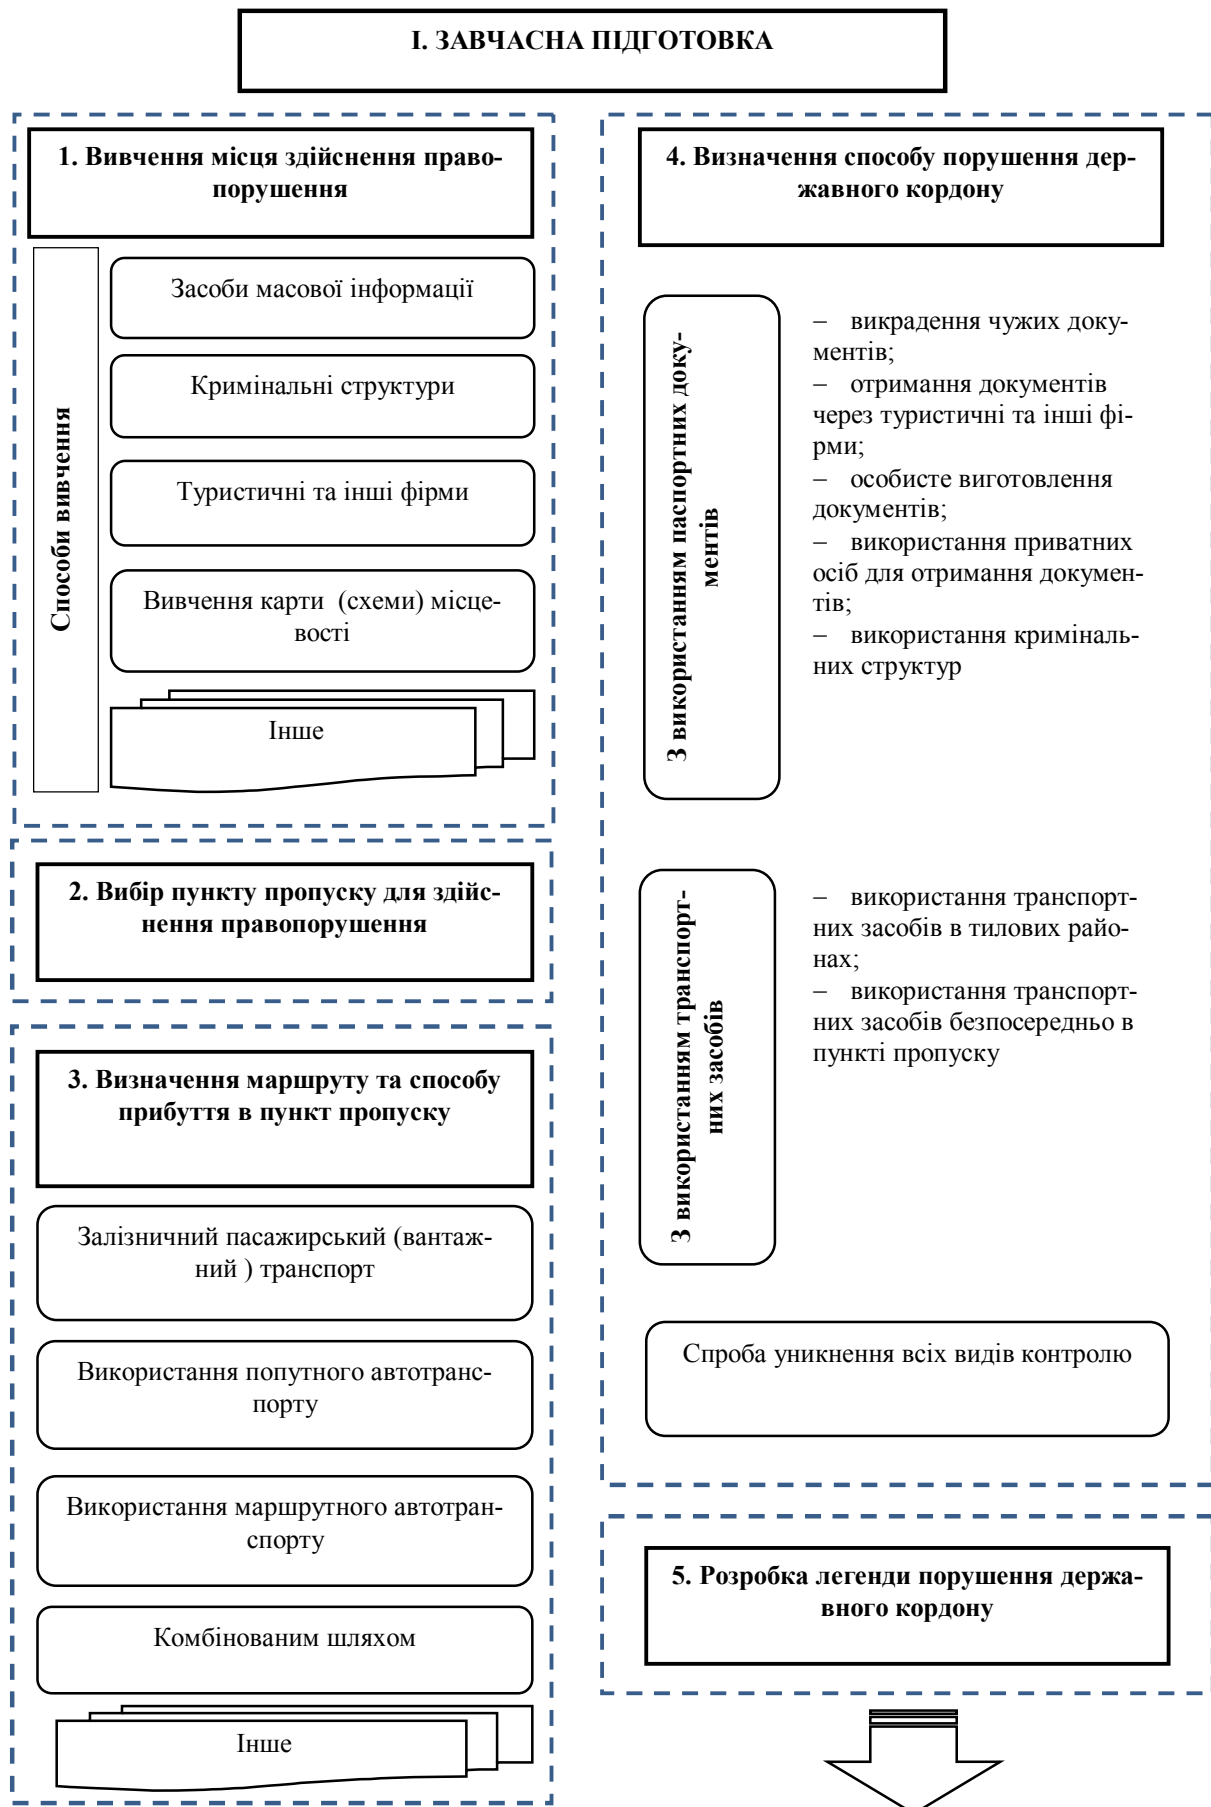 І. ЗАВЧАСНА ПІДГОТОВКА
1. Вивчення місця здійснення право-
порушення
Способи вивчення
Засоби масової інформації
Кримінальні структури
Туристичні та інші фірми
Вивчення карти (схеми) місце-
вості
Інше
2. Вибір пункту пропуску для здійс-
нення правопорушення
3. Визначення маршруту та способу
прибуття в пункт пропуску
Залізничний пасажирський (вантаж-
ний ) транспорт
Використання попутного автотранс-
порту
Використання маршрутного автотран-
спорту
Комбінованим шляхом
Інше
4. Визначення способу порушення дер-
жавного кордону
З використанням паспортних доку-
ментів
– викрадення чужих доку-
ментів;
– отримання документів
через туристичні та інші фі-
рми;
– особисте виготовлення
документів;
– використання приватних
осіб для отримання докумен-
тів;
– використання криміналь-
них структур
З використанням транспорт-
них засобів
– використання транспорт-
них засобів в тилових райо-
нах;
– використання транспорт-
них засобів безпосередньо в
пункті пропуску
Спроба уникнення всіх видів контролю
5. Розробка легенди порушення держа-
вного кордону